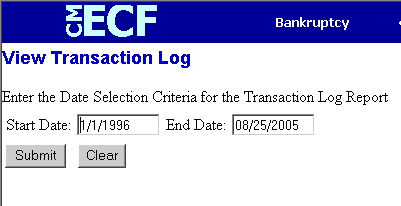 CM ECF Bankruptcy
View Transaction Log
Enter the Date Selection Criteria for the Transaction Log Report
Start Date: 1/1/1996 End Date: 08/25/2005
Submit Clear